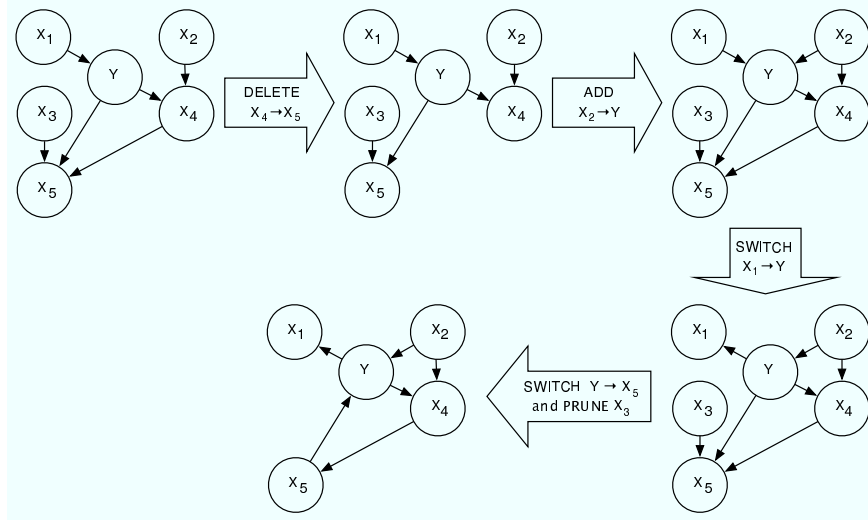 X1
X2
Y
X3
X4
X5
DELETE
X4→X5
X1
X2
Y
X3
X4
X5
ADD
X2→Y
X1
X2
Y
X3
X4
X5
SWITCH
X1→Y
X1
X2
Y
X3
X4
X5
SWITCH Y → X5
and PRUNE X3
X1
X2
Y
X4
X5